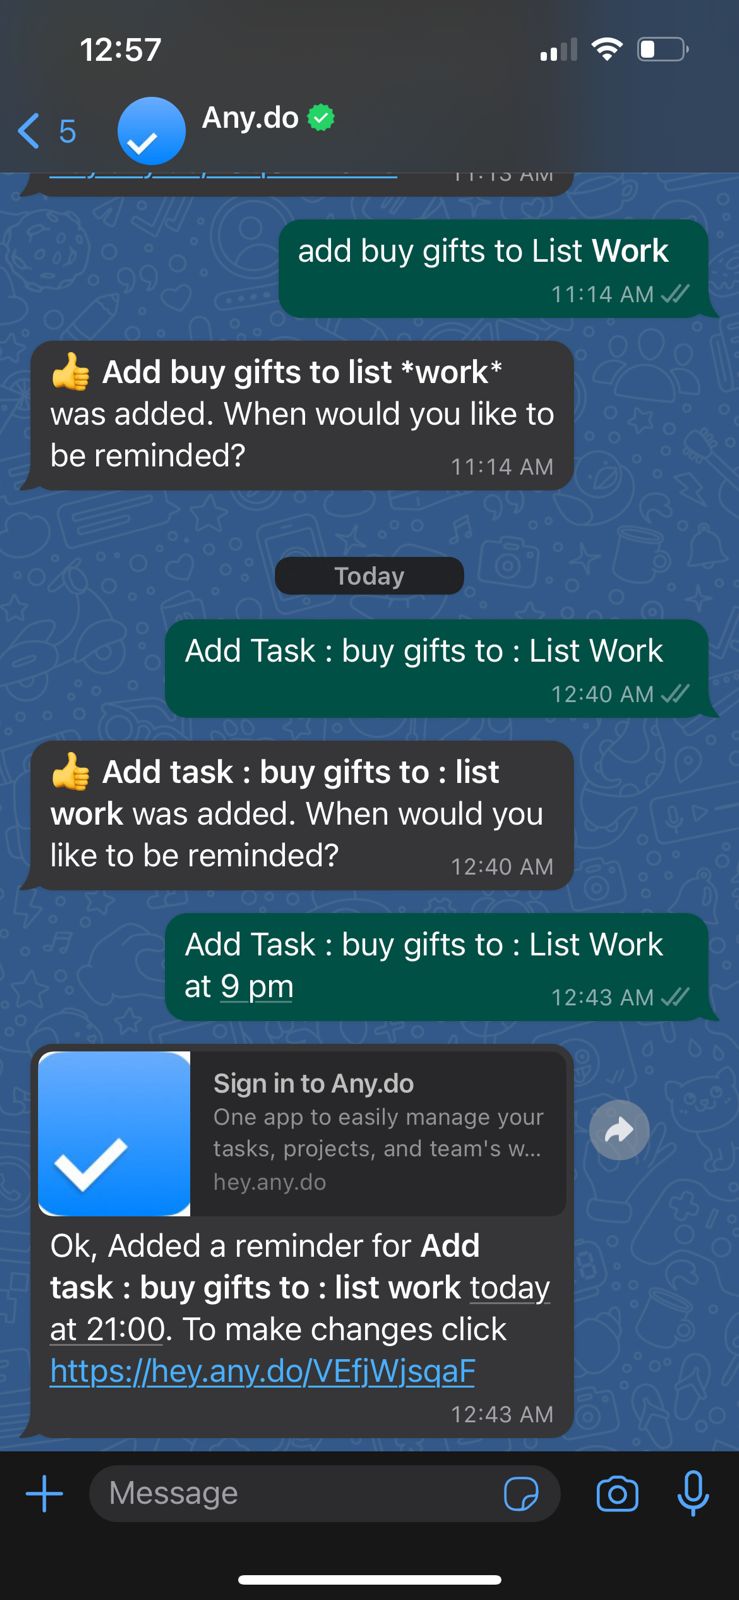 12:57
5
Any.do
11:13 AM
add buy gifts to List Work
11:14 AM
👍 Add buy gifts to list *work*
was added. When would you like to
be reminded?
11:14 AM
Today
Add Task : buy gifts to : List Work
12:40 AM
👍 Add task : buy gifts to : list
work was added. When would you
like to be reminded?
12:40 AM
Add Task : buy gifts to : List Work
at 9 pm
12:43 AM
Sign in to Any.do
One app to easily manage your
tasks, projects, and team's w...
hey.any.do
Ok, Added a reminder for Add
task : buy gifts to : list work today
at 21:00. To make changes click
https://hey.any.do/VEfjWjsqaF
12:43 AM
Message